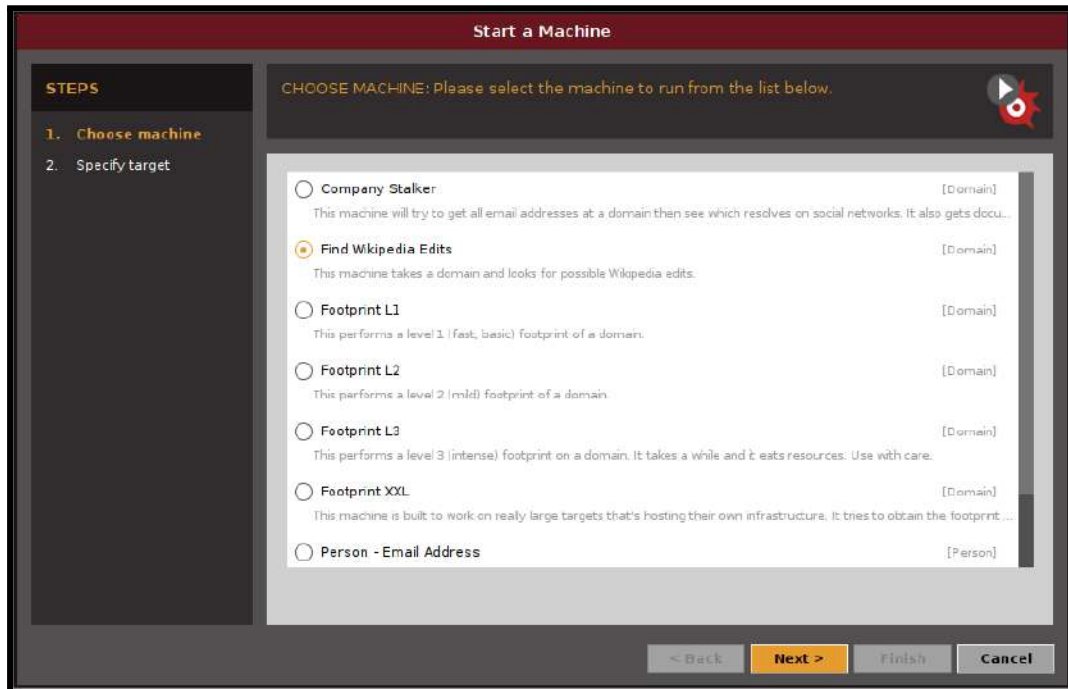 Start a Machine
STEPS
1. Choose machine
2. Specify target
CHOOSE MACHINE: Please select the machine to run from the list below.
Company Stalker [Domain]
This machine will try to get all email addresses at a domain then see which resolves on social networks. It also gets docu...
Find Wikipedia Edits [Domain]
This machine takes a domain and looks for possible Wikipedia edits.
Footprint L1 [Domain]
This performs a level 1 (fast, basic) footprint of a domain.
Footprint L2 [Domain]
This performs a level 2 (mild) footprint of a domain.
Footprint L3 [Domain]
This performs a level 3 (intense) footprint on a domain. It takes a while and it eats resources. Use with care.
Footprint XXL [Domain]
This machine is built to work on really large targets that's hosting their own infrastructure. It tries to obtain the footprint ...
Person - Email Address [Person]
< Back Next > Finish Cancel